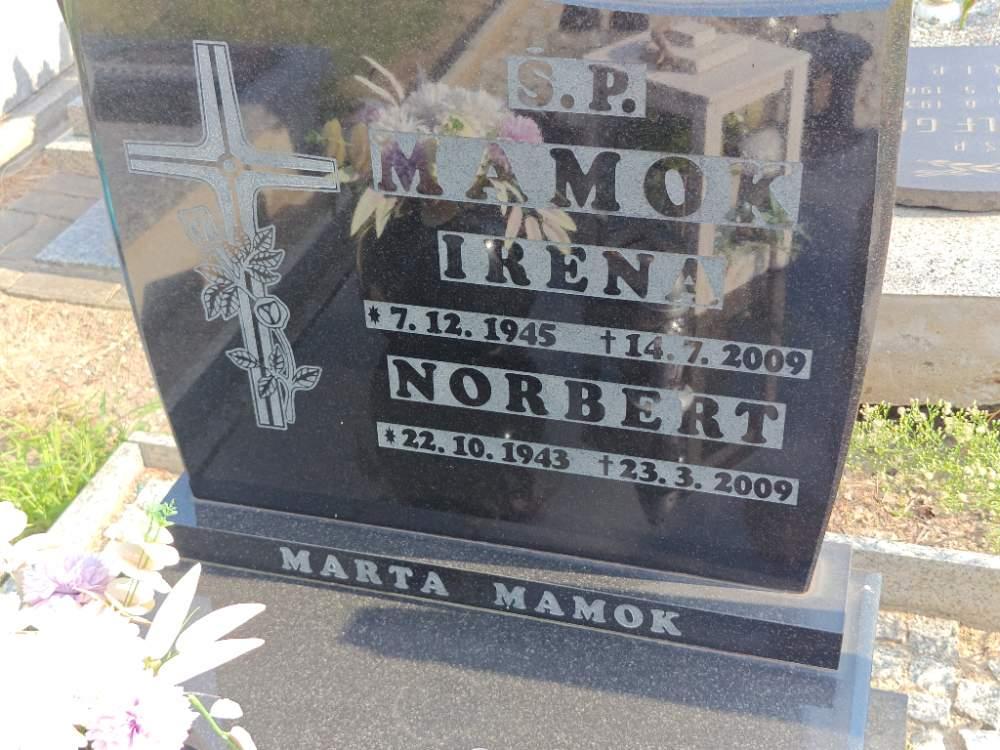 Ś.P.
MAMOK
IRENA
* 7. 12. 1945 † 14. 7. 2009
NORBERT
* 22. 10. 1943 † 23. 3. 2009
MARTA MAMOK